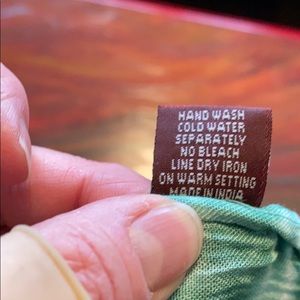 HAND WASH
COLD WATER
SEPARATELY
NO BLEACH
LINE DRY IRON
ON WARM SETTING
MADE IN INDIA